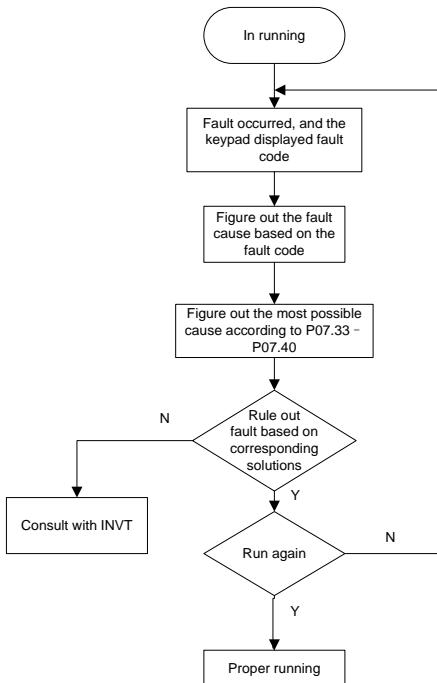 In running
Fault occurred, and the
keypad displayed fault
code
Figure out the fault
cause based on the
fault code
Figure out the most possible
cause according to P07.33 -
P07.40
N
Rule out
fault based on
corresponding
solutions
Y
Consult with INVT
Run again
N
Y
Proper running